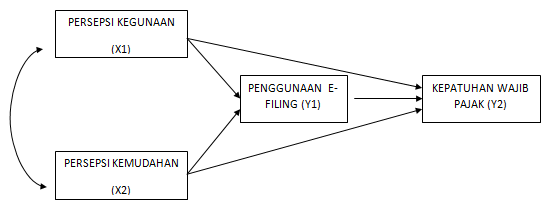 PERSEPSI KEGUNAAN
(X1)
PENGGUNAAN E-
FILING (Y1)
KEPATUHAN WAJIB
PAJAK (Y2)
PERSEPSI KEMUDAHAN
(X2)